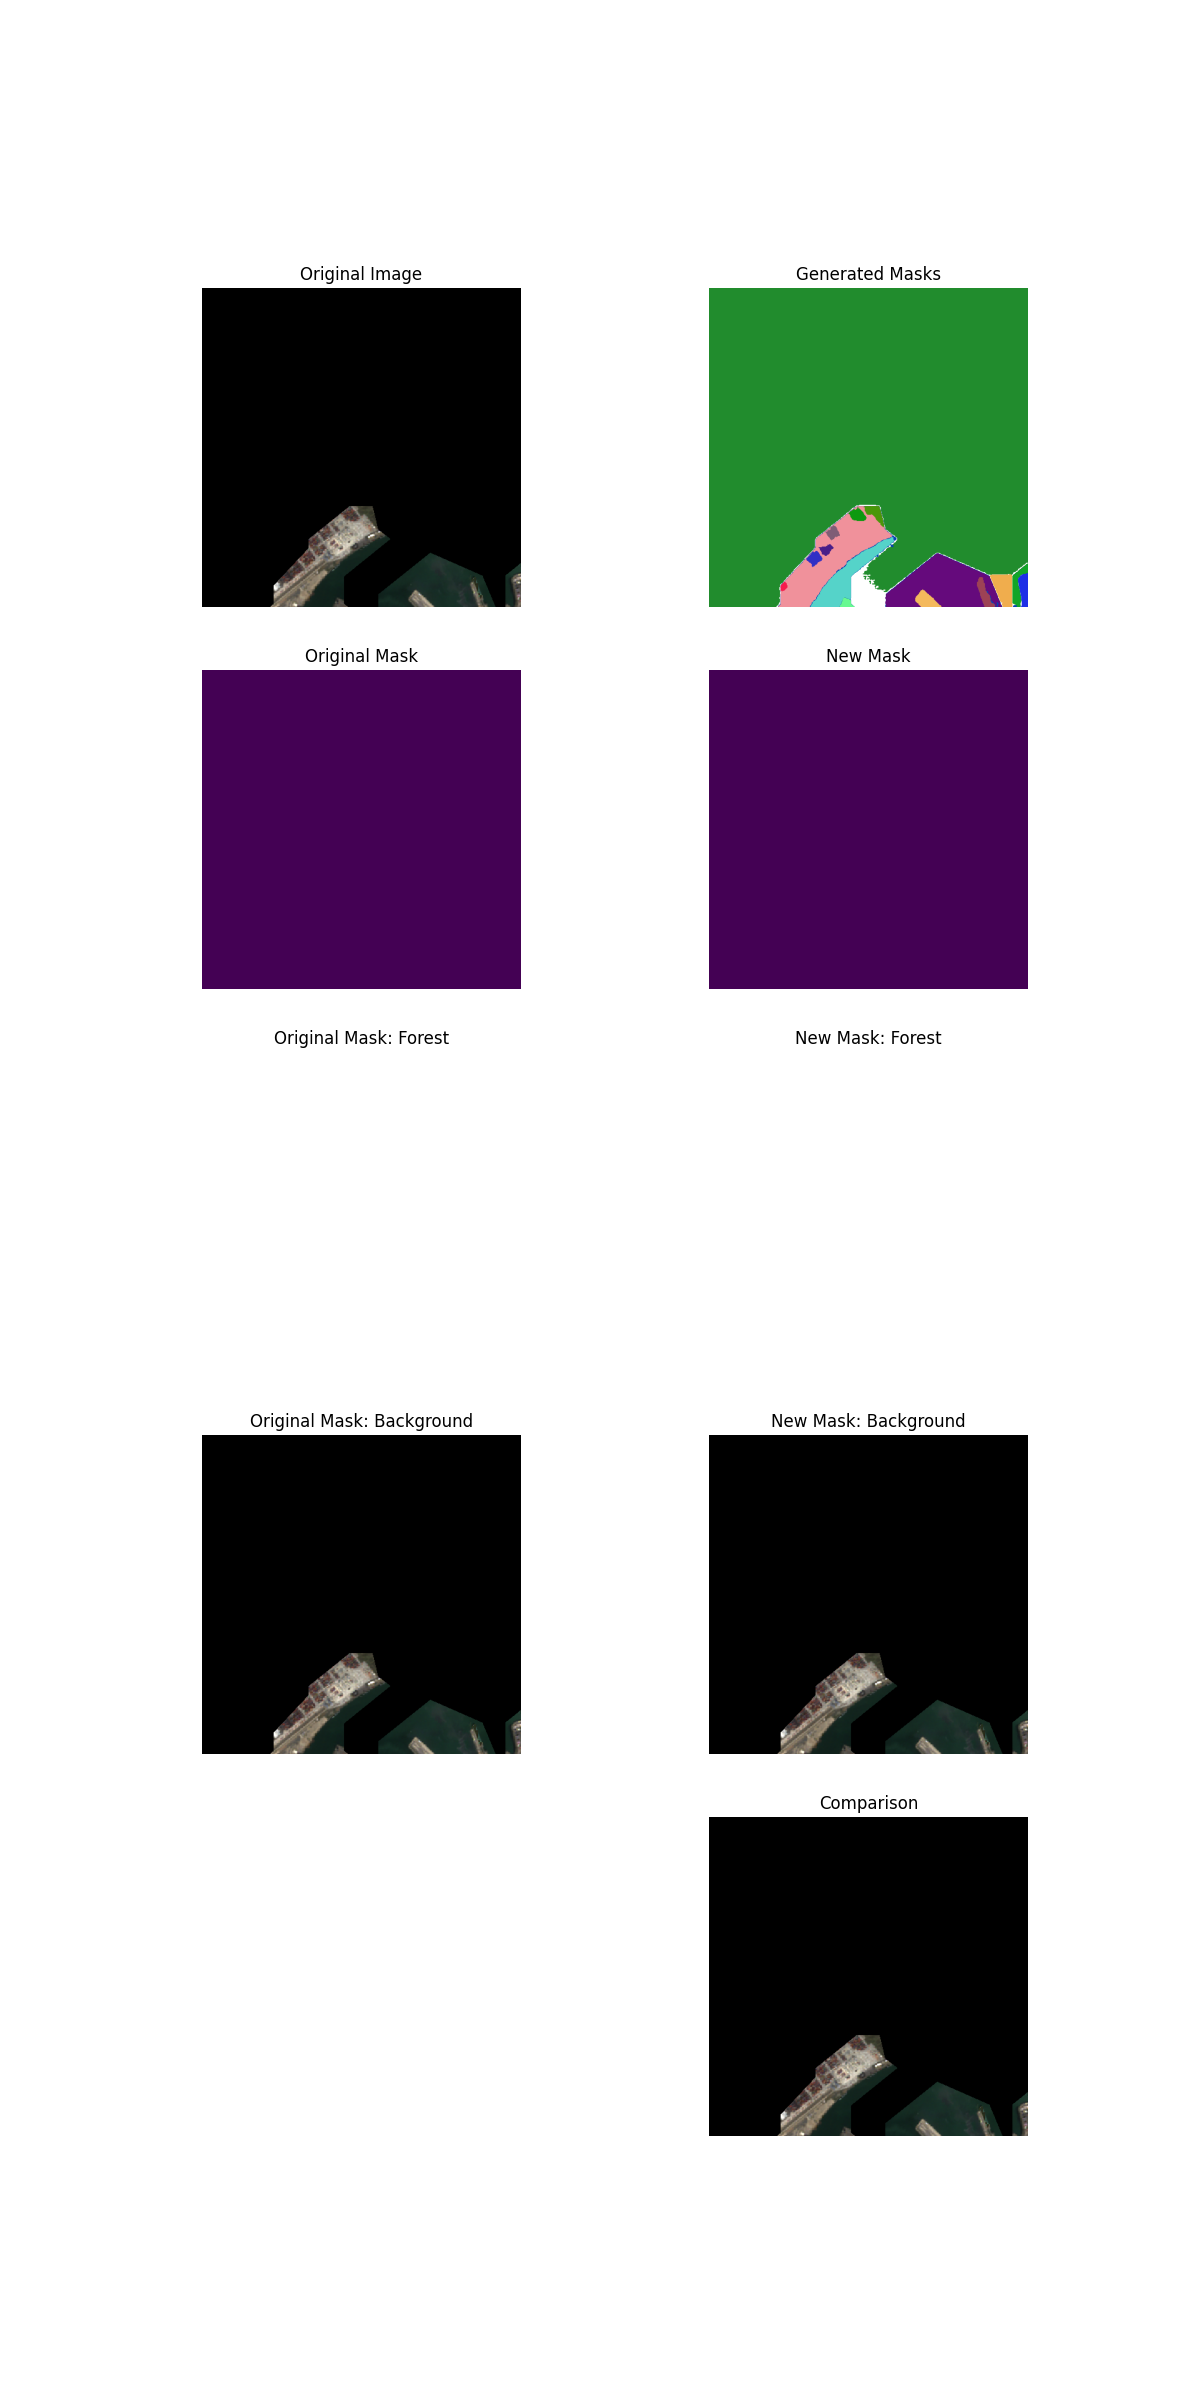 Original Image
Generated Masks
Original Mask
New Mask
Original Mask: Forest
New Mask: Forest
Original Mask: Background
New Mask: Background
Comparison